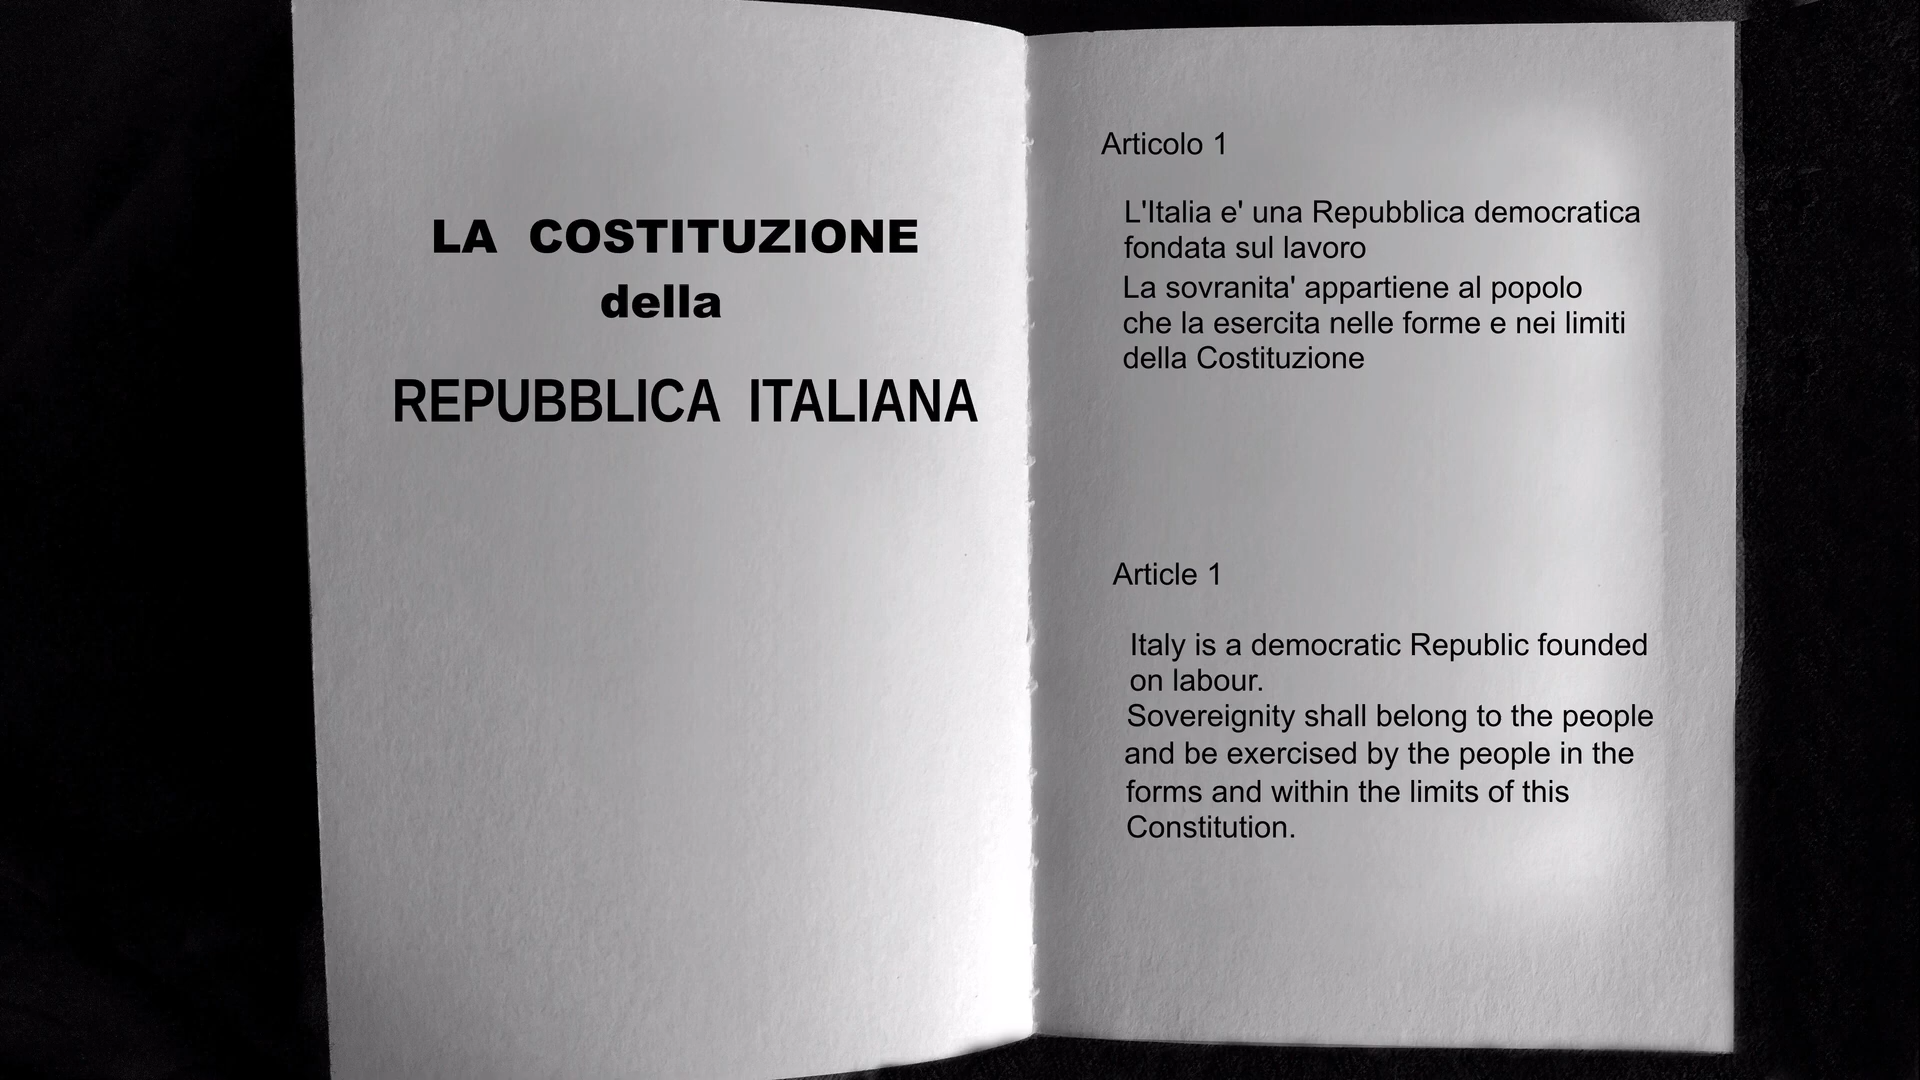 LA COSTITUZIONE
della
REPUBBLICA ITALIANA
Articolo 1
L'Italia e' una Repubblica democratica
fondata sul lavoro
La sovranita' appartiene al popolo
che la esercita nelle forme e nei limiti
della Costituzione
Article 1
Italy is a democratic Republic founded
on labour.
Sovereignity shall belong to the people
and be exercised by the people in the
forms and within the limits of this
Constitution.